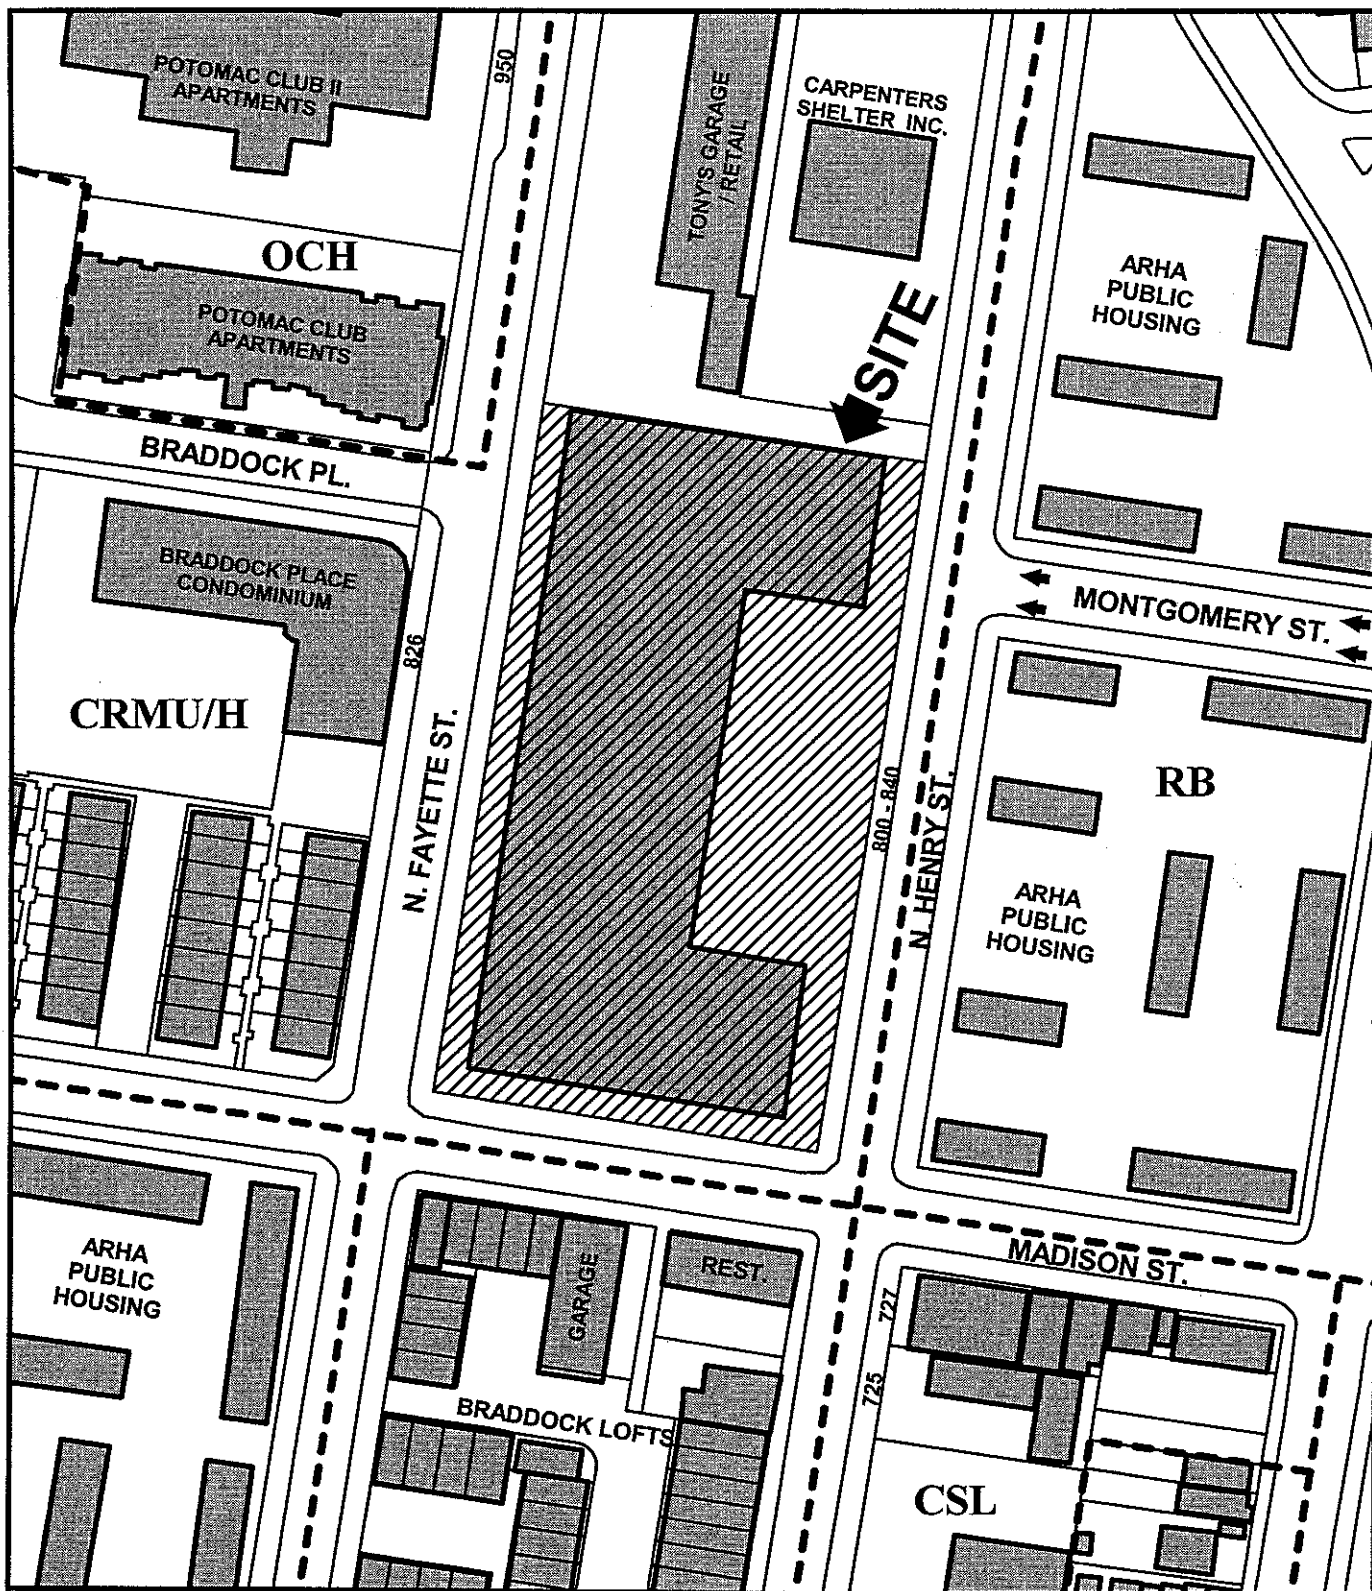 POTOMAC CLUB II
APARTMENTS
950
TONY'S GARAGE
/ RETAIL
CARPENTERS
SHELTER INC.
OCH
POTOMAC CLUB
APARTMENTS
SITE
ARHA
PUBLIC
HOUSING
BRADDOCK PL.
BRADDOCK PLACE
CONDOMINIUM
826
MONTGOMERY ST.
CRMU/H
N. FAYETTE ST.
800 - 840
N. HENRY ST.
RB
ARHA
PUBLIC
HOUSING
ARHA
PUBLIC
HOUSING
GARAGE
REST.
MADISON ST.
727
725
BRADDOCK LOFTS
CSL